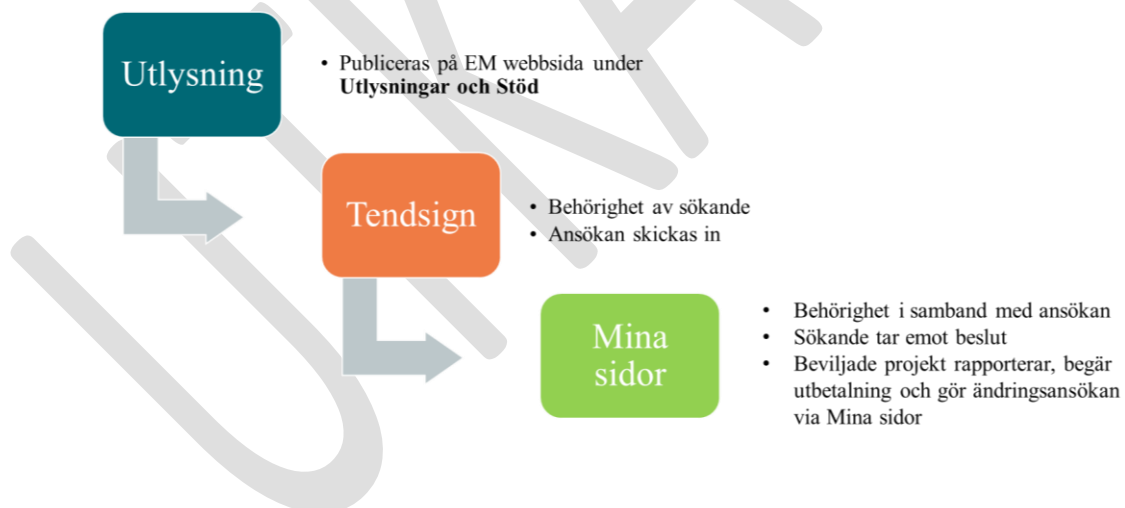 Utlysning
• Publiceras på EM webbsida under
Utlysningar och Stöd
Tendsign
• Behörighet av sökande
• Ansökan skickas in
Mina
sidor
• Behörighet i samband med ansökan
• Sökande tar emot beslut
• Beviljade projekt rapporterar, begär
utbetalning och gör ändringsansökan
via Mina sidor